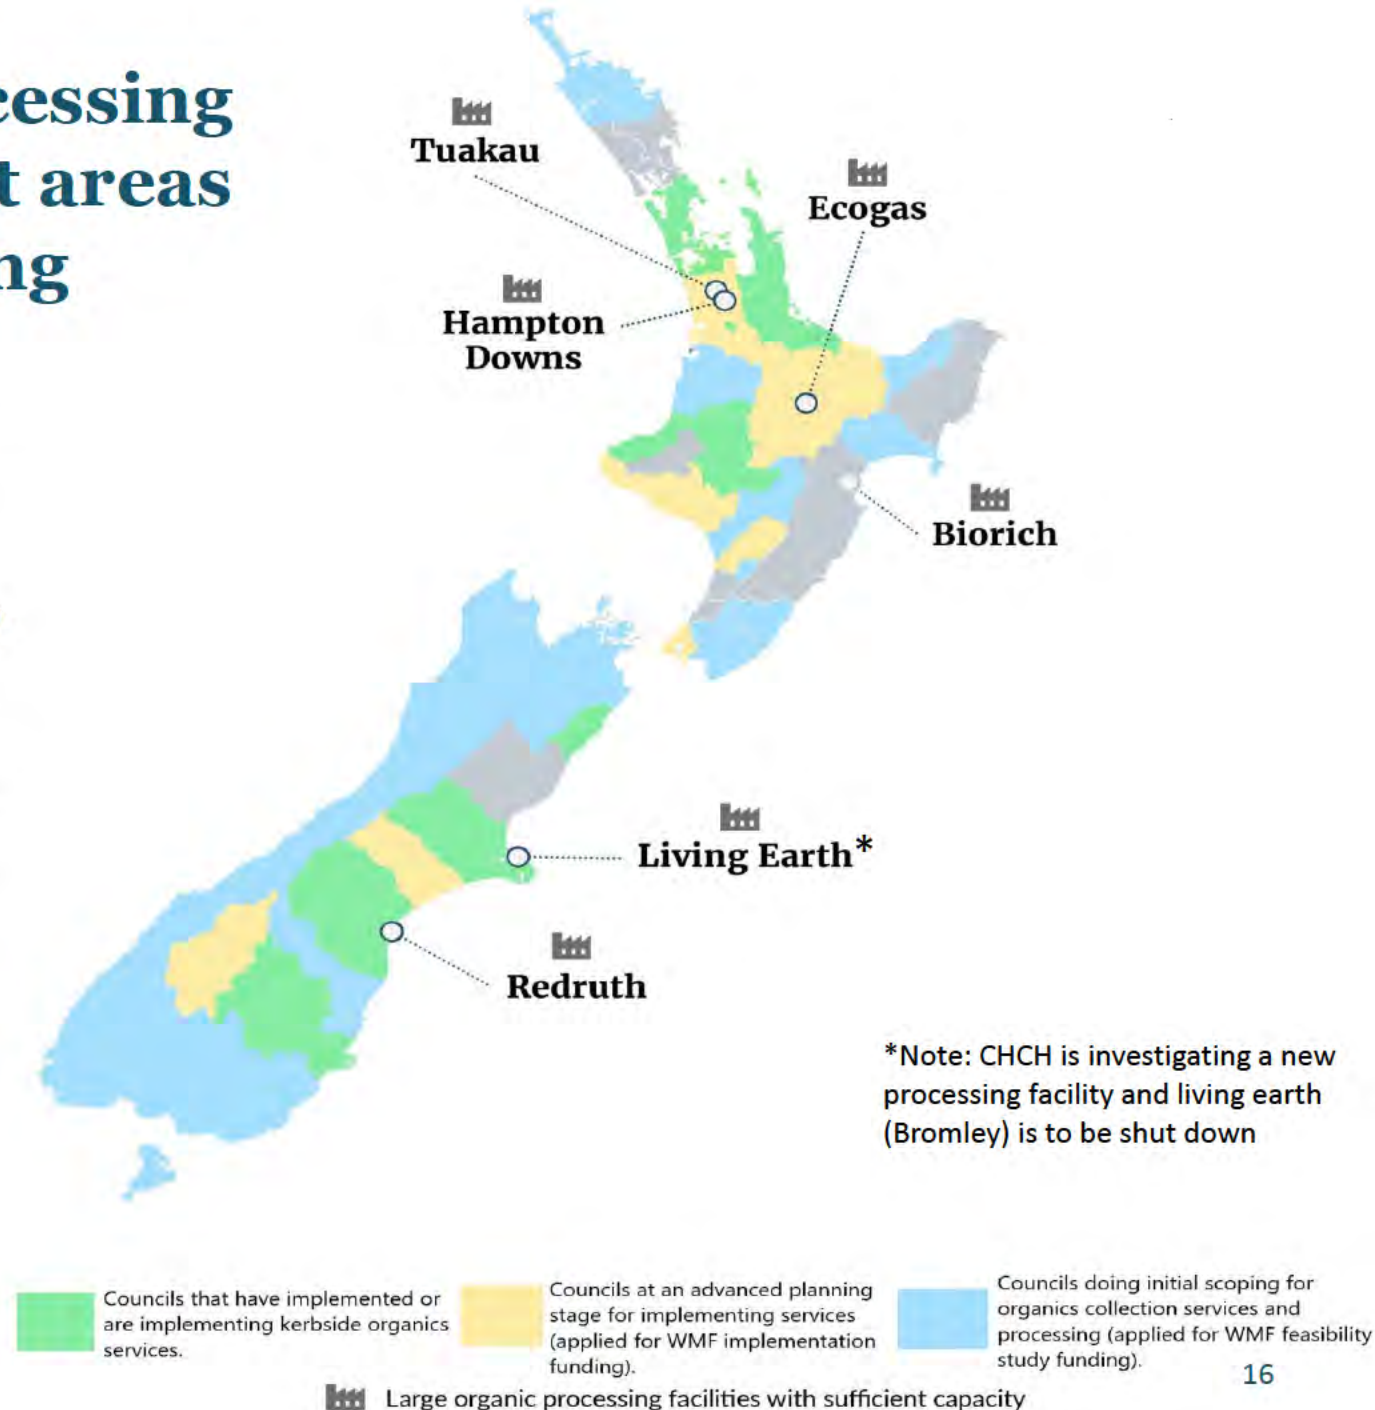 cessing
t areas
ng
Tuakau
Ecogas
Hampton
Downs
Biorich
Living Earth*
Redruth
*Note: CHCH is investigating a new
processing facility and living earth
(Bromley) is to be shut down
Councils that have implemented or
are implementing kerbside organics
services.
Councils at an advanced planning
stage for implementing services
(applied for WMF implementation
funding).
Councils doing initial scoping for
organics collection services and
processing (applied for WMF feasibility
study funding).
16
Large organic processing facilities with sufficient capacity